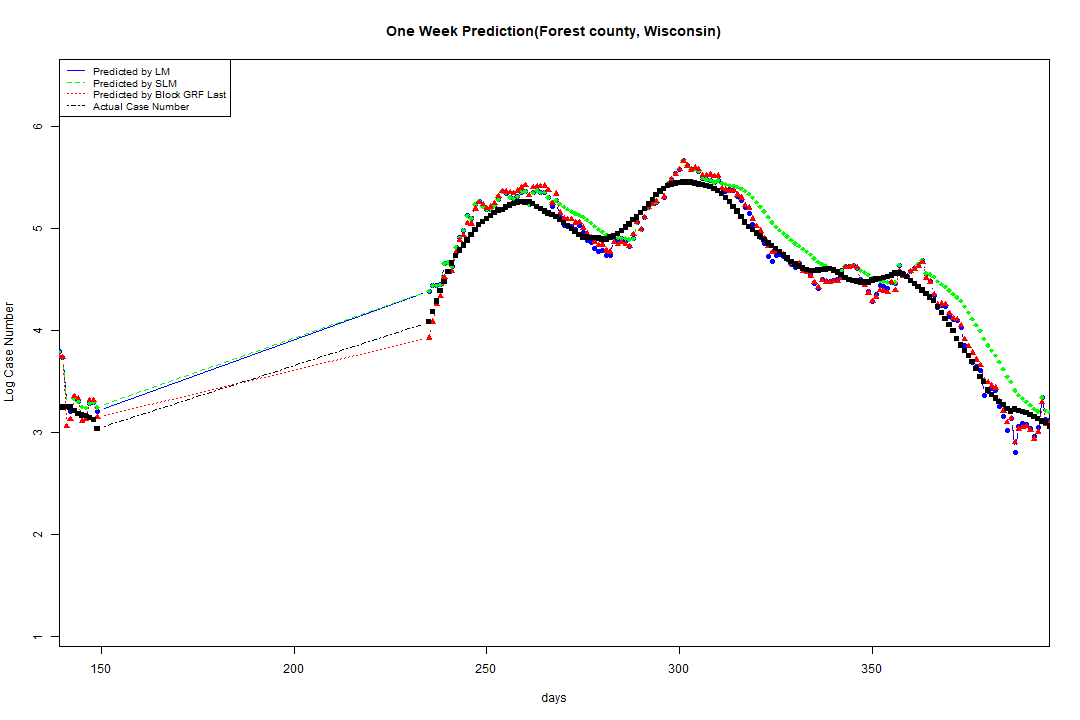 One Week Prediction(Forest county, Wisconsin)
Predicted by LM
Predicted by SLM
Predicted by Block GRF Last
Actual Case Number
Log Case Number
6
5
4
3
2
1
150
200
250
300
350
days